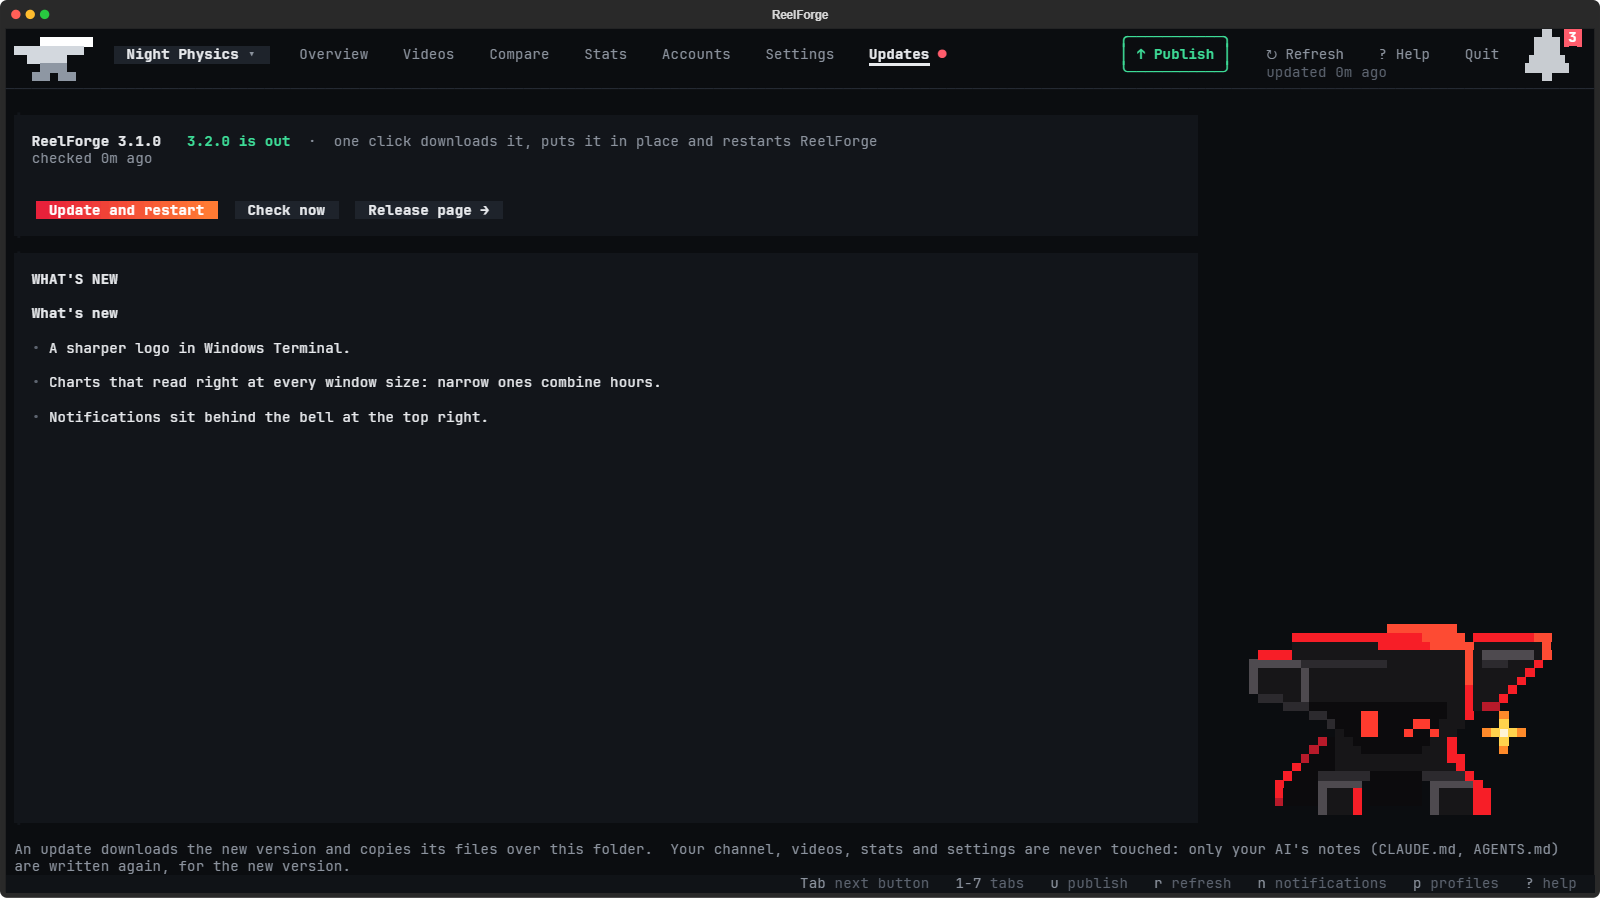 ReelForge
Night Physics ▾ Overview Videos Compare Stats Accounts Settings Updates ● ↑ Publish ↻ Refresh ? Help Quit 3
updated 0m ago
ReelForge 3.1.0 3.2.0 is out · one click downloads it, puts it in place and restarts ReelForge
checked 0m ago
Update and restart Check now Release page →
WHAT'S NEW
What's new
• A sharper logo in Windows Terminal.
• Charts that read right at every window size: narrow ones combine hours.
• Notifications sit behind the bell at the top right.
An update downloads the new version and copies its files over this folder. Your channel, videos, stats and settings are never touched: only your AI's notes (CLAUDE.md, AGENTS.md)
are written again, for the new version.
Tab next button 1-7 tabs u publish r refresh n notifications p profiles ? help